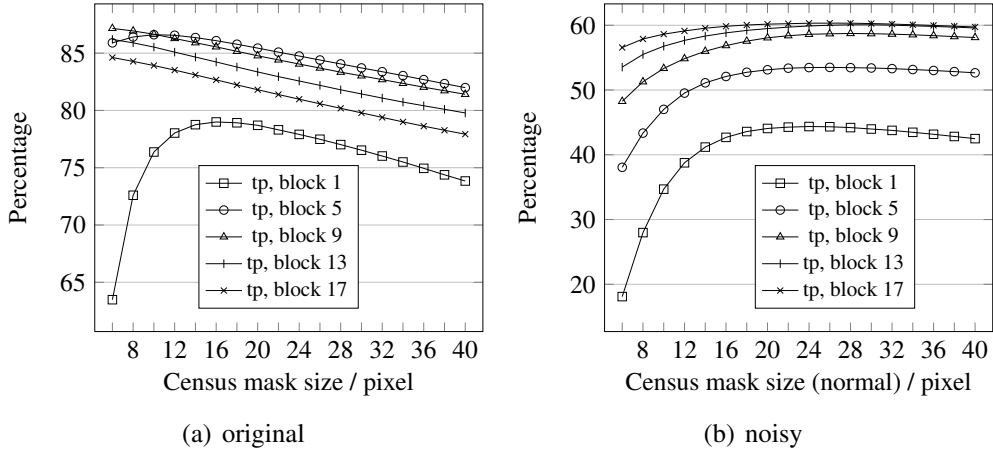 85
80
75
70
65
Percentage
tp, block 1
tp, block 5
tp, block 9
tp, block 13
tp, block 17
8 12 16 20 24 28 32 36 40
Census mask size / pixel
(a) original
60
50
40
30
20
Percentage
tp, block 1
tp, block 5
tp, block 9
tp, block 13
tp, block 17
8 12 16 20 24 28 32 36 40
Census mask size (normal) / pixel
(b) noisy